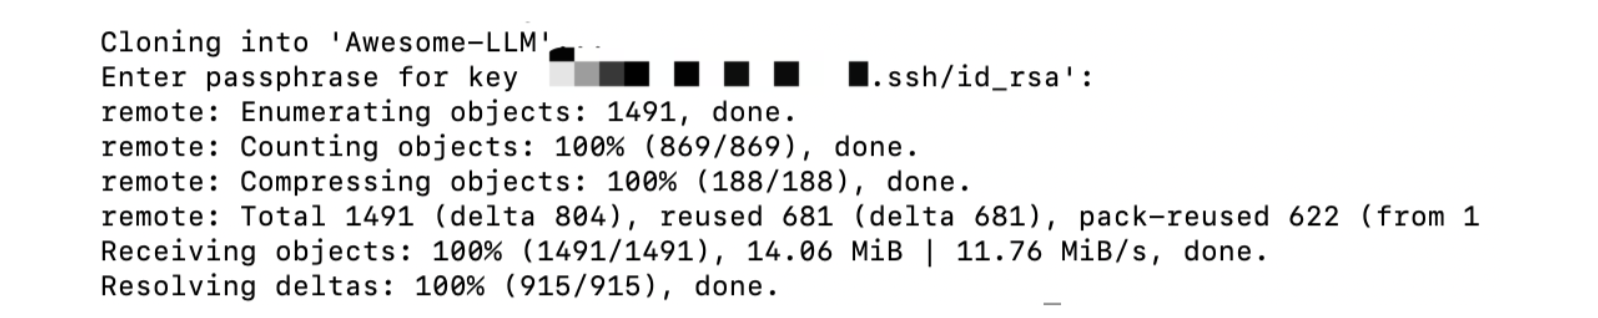 Cloning into 'Awesome-LLM'
Enter passphrase for key .ssh/id_rsa':
remote: Enumerating objects: 1491, done.
remote: Counting objects: 100% (869/869), done.
remote: Compressing objects: 100% (188/188), done.
remote: Total 1491 (delta 804), reused 681 (delta 681), pack-reused 622 (from 1
Receiving objects: 100% (1491/1491), 14.06 MiB | 11.76 MiB/s, done.
Resolving deltas: 100% (915/915), done.